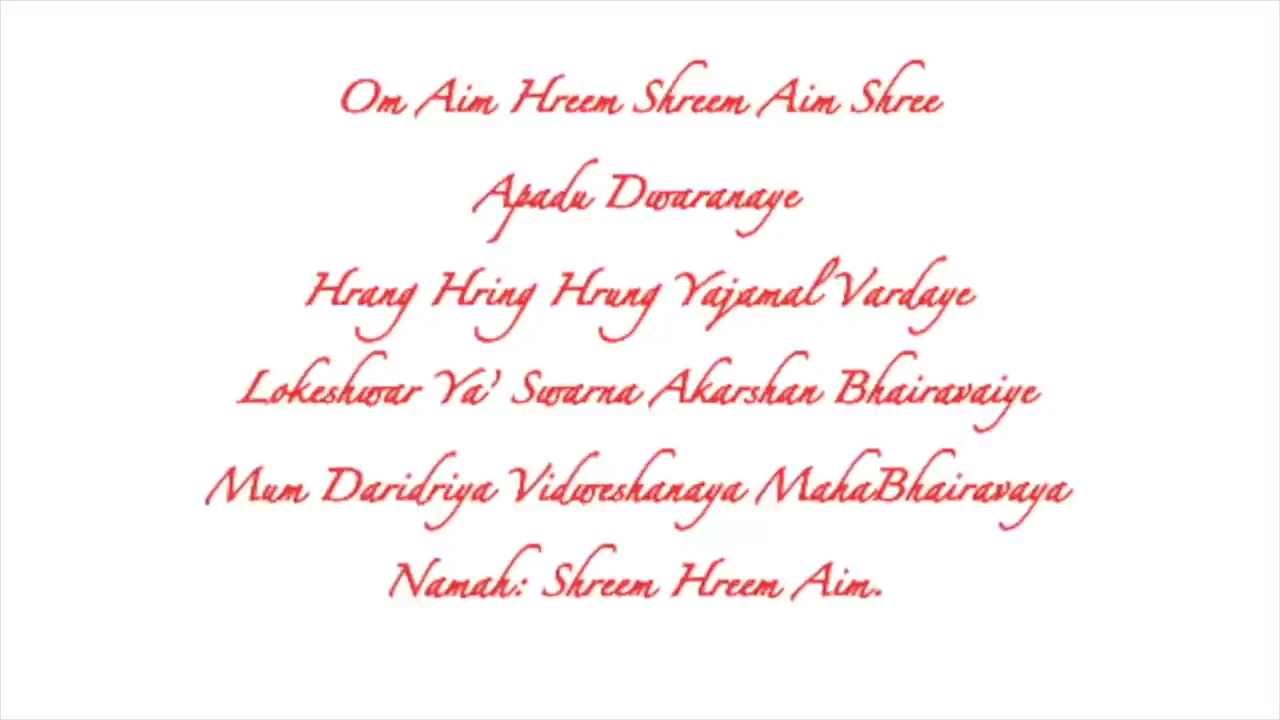 Om Aim Hreem Shreem Aim Shree
Apadu Dwaranaye
Hrang Hring Hrung Yajamal Vardaye
Lokeshwar Ya' Swarna Akarshan Bhairavaiye
Mum Daridriya Vidweshanaya MahaBhairavaya
Namah: Shreem Hreem Aim.